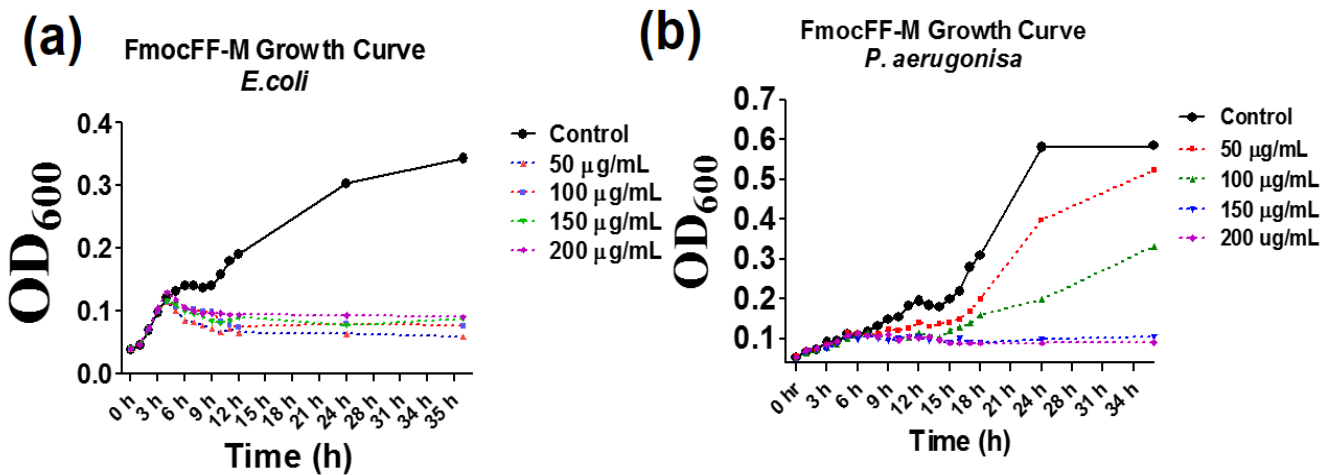 (a)
FmocFF-M Growth Curve
E.coli
OD600
0.4
0.3
0.2
0.1
0.0
0 h
3 h
6 h
9 h
12 h
15 h
18 h
21 h
24 h
28 h
31 h
35 h
Time (h)
Control
50 μg/mL
100 μg/mL
150 μg/mL
200 μg/mL
(b)
FmocFF-M Growth Curve
P. aerugonisa
OD600
0.7
0.6
0.5
0.4
0.3
0.2
0.1
0 hr
3 h
6 h
9 h
12 h
15 h
18 h
21 h
24 h
28 h
31 h
34 h
Time (h)
Control
50 μg/mL
100 μg/mL
150 μg/mL
200 ug/mL